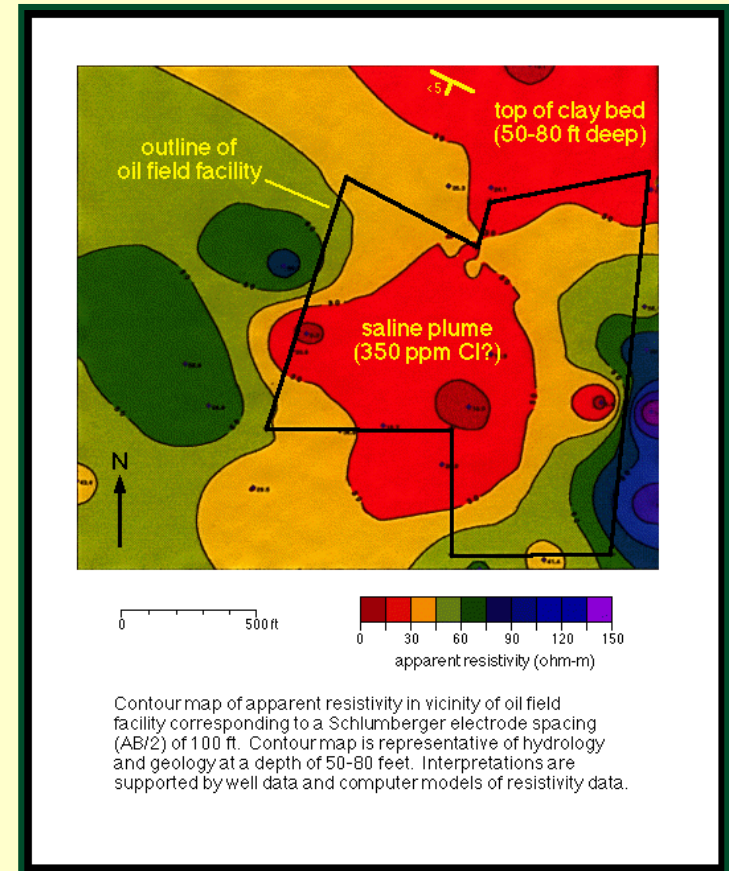 <5
top of clay bed
(50-80 ft deep)
outline of
oil field facility
saline plume
(350 ppm Cl?)
N
0 500 ft
0 30 60 90 120 150
apparent resistivity (ohm-m)
Contour map of apparent resistivity in vicinity of oil field
facility corresponding to a Schlumberger electrode spacing
(AB/2) of 100 ft. Contour map is representative of hydrology
and geology at a depth of 50-80 feet. Interpretations are
supported by well data and computer models of resistivity data.